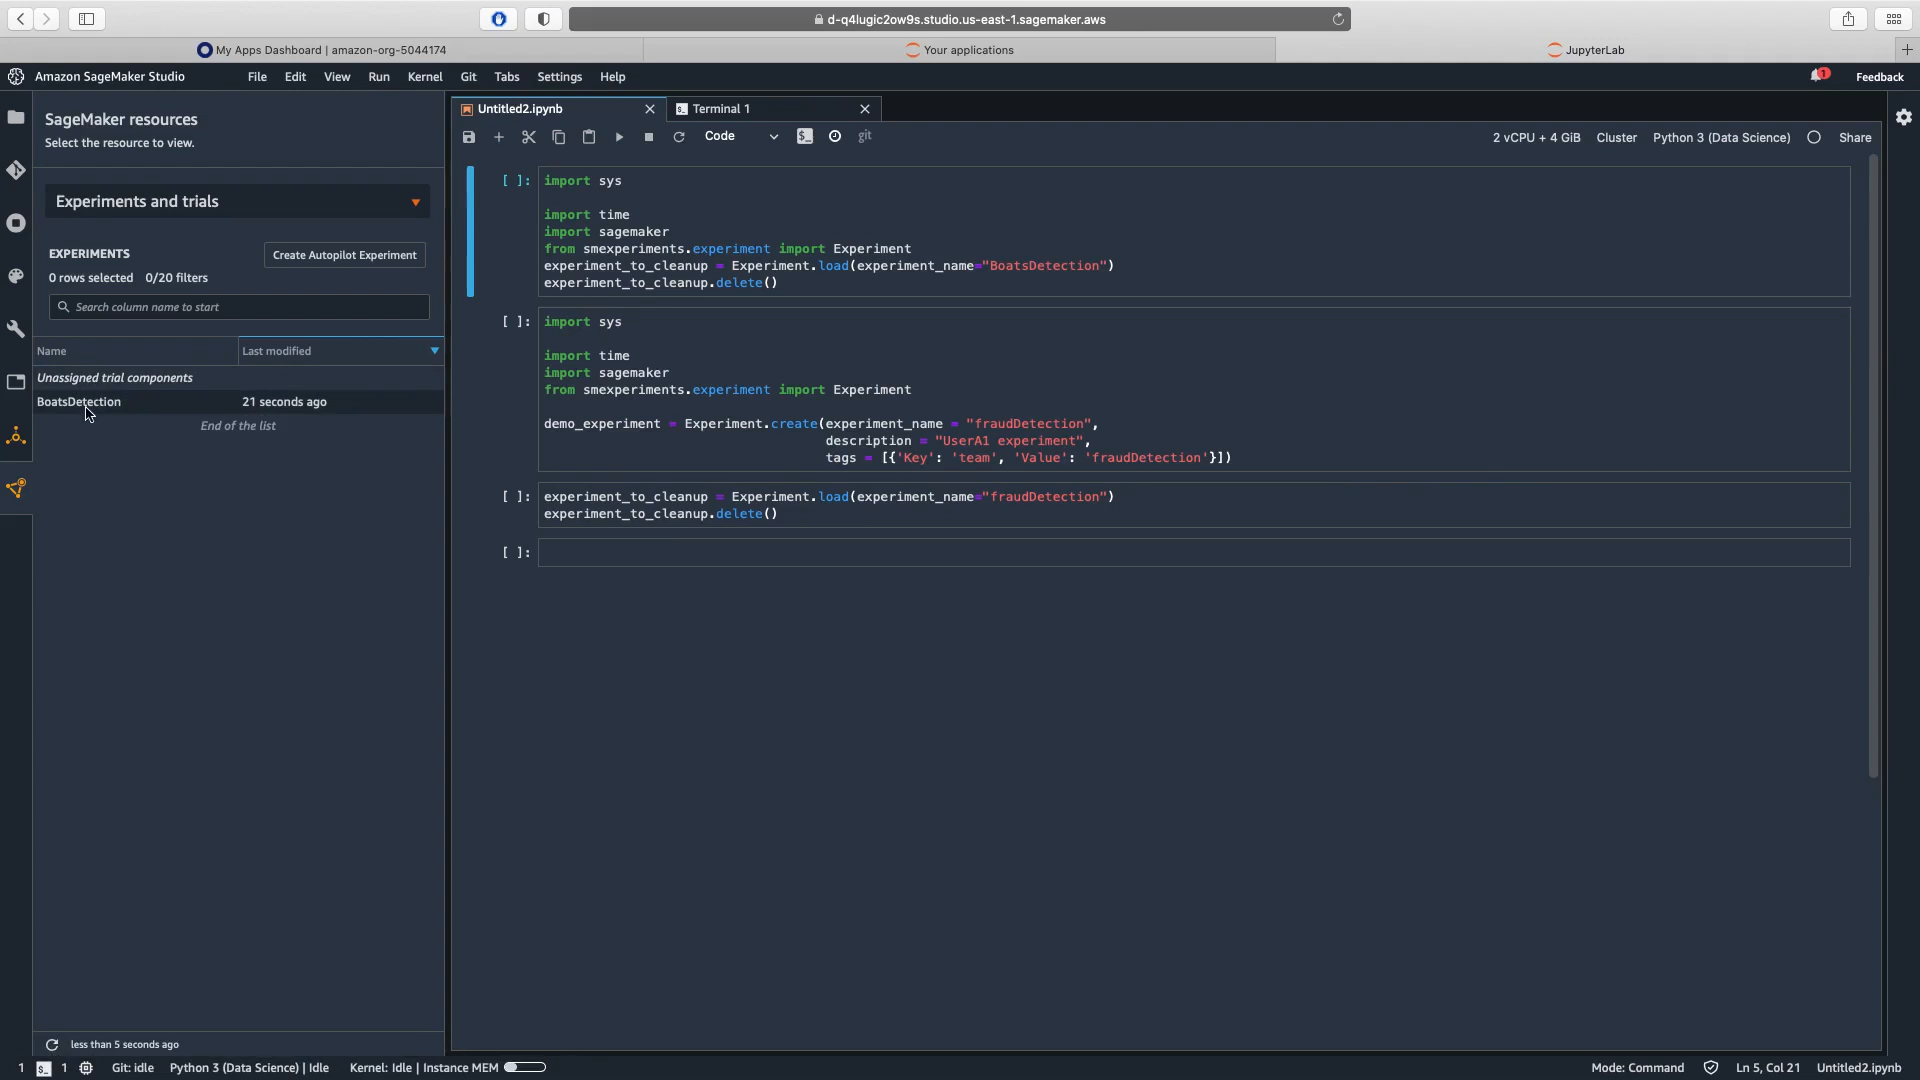 d-q4lugic2ow9s.studio.us-east-1.sagemaker.aws
My Apps Dashboard | amazon-org-5044174
Your applications
JupyterLab
Amazon SageMaker Studio
File Edit View Run Kernel Git Tabs Settings Help
1
Feedback
SageMaker resources
Select the resource to view.
Experiments and trials
EXPERIMENTS
Create Autopilot Experiment
0 rows selected 0/20 filters
Search column name to start
Name Last modified
Unassigned trial components
BoatsDetection 21 seconds ago
End of the list
less than 5 seconds ago
Untitled2.ipynb
Terminal 1
Code
git
2 vCPU + 4 GiB Cluster Python 3 (Data Science) Share
[ ]: import sys
import time
import sagemaker
from smexperiments.experiment import Experiment
experiment_to_cleanup = Experiment.load(experiment_name="BoatsDetection")
experiment_to_cleanup.delete()
[ ]: import sys
import time
import sagemaker
from smexperiments.experiment import Experiment
demo_experiment = Experiment.create(experiment_name = "fraudDetection",
description = "UserA1 experiment",
tags = [{'Key': 'team', 'Value': 'fraudDetection'}])
[ ]: experiment_to_cleanup = Experiment.load(experiment_name="fraudDetection")
experiment_to_cleanup.delete()
[ ]:
1 $_ 1 Git: idle Python 3 (Data Science) | Idle Kernel: Idle | Instance MEM
Mode: Command Ln 5, Col 21 Untitled2.ipynb